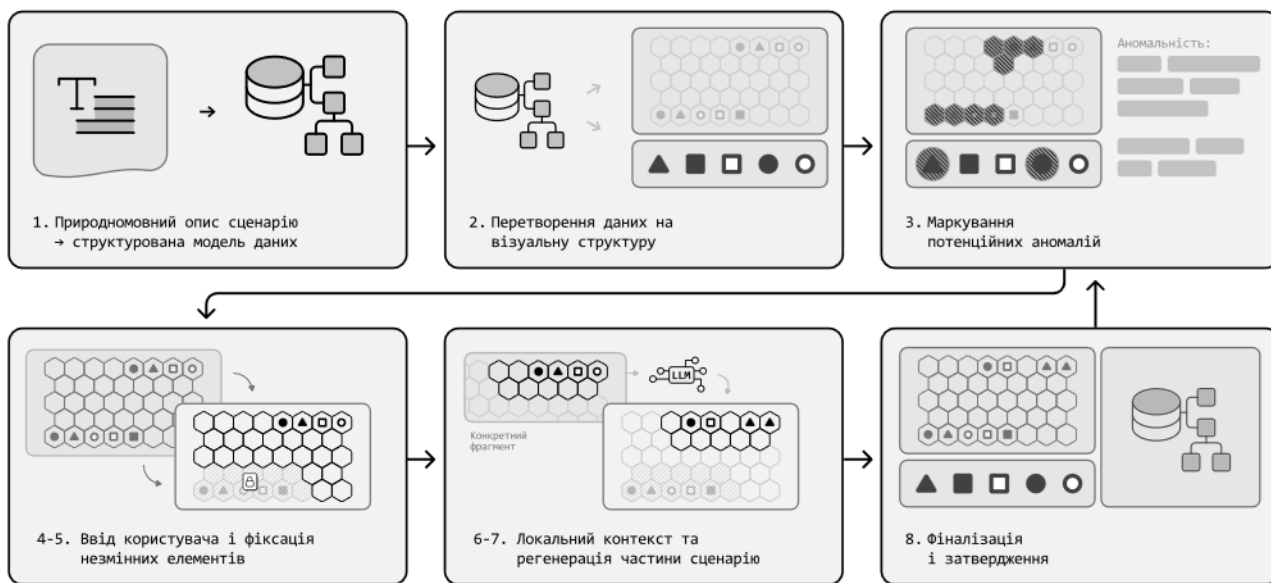 1. Природномовний опис сценарію
→ структурована модель даних
2. Перетворення даних на
візуальну структуру
Аномальність:
3. Маркування
потенційних аномалій
4-5. Ввід користувача і фіксація
незмінних елементів
LLM
Конкретний
фрагмент
6-7. Локальний контекст та
регенерація частини сценарію
8. Фіналізація
і затвердження